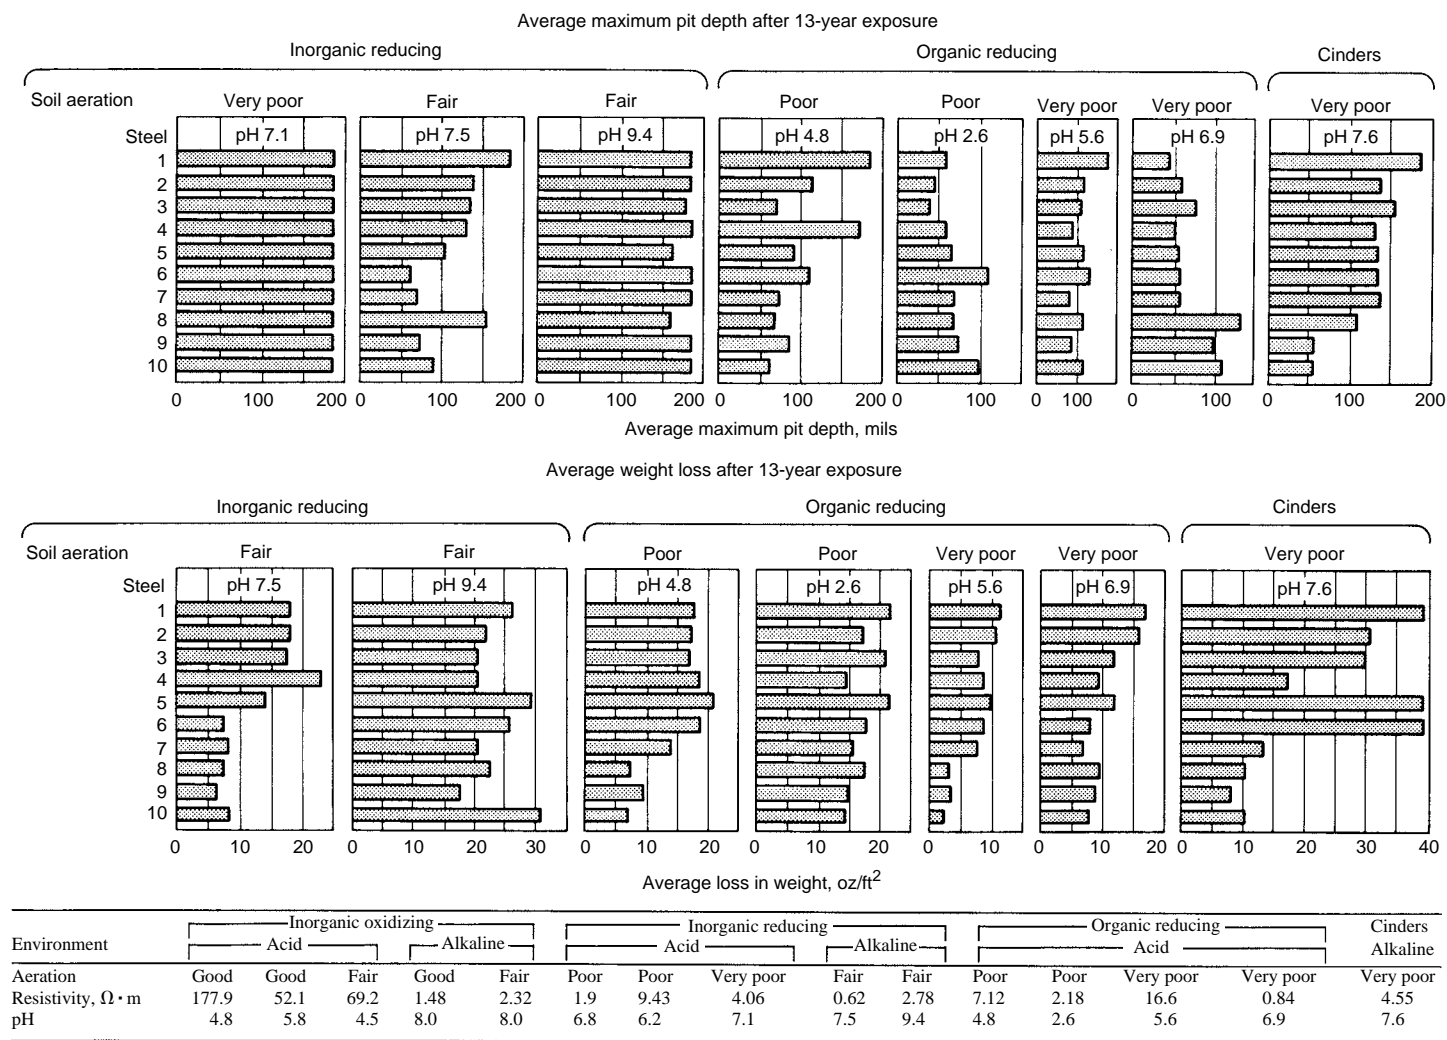 Average maximum pit depth after 13-year exposure
Inorganic reducing Organic reducing Cinders
Soil aeration Very poor Fair Fair Poor Poor Very poor Very poor Very poor
Steel pH 7.1 pH 7.5 pH 9.4 pH 4.8 pH 2.6 pH 5.6 pH 6.9 pH 7.6
1
2
3
4
5
6
7
8
9
10
0 100 200 0 100 200 0 100 200 0 100 200 0 100 0 100 0 100 0 100 200
Average maximum pit depth, mils
Average weight loss after 13-year exposure
Inorganic reducing Organic reducing Cinders
Soil aeration Fair Fair Poor Poor Very poor Very poor Very poor
Steel pH 7.5 pH 9.4 pH 4.8 pH 2.6 pH 5.6 pH 6.9 pH 7.6
1
2
3
4
5
6
7
8
9
10
0 10 20 0 10 20 30 0 10 20 0 10 20 0 10 0 10 20 0 10 20 30 40
Average loss in weight, oz/ft²
Inorganic oxidizing Inorganic reducing Organic reducing Cinders
Environment Acid Alkaline Acid Alkaline Acid Alkaline
Aeration Good Good Fair Good Fair Poor Poor Very poor Fair Fair Poor Poor Very poor Very poor Very poor
Resistivity, Ω · m 177.9 52.1 69.2 1.48 2.32 1.9 9.43 4.06 0.62 2.78 7.12 2.18 16.6 0.84 4.55
pH 4.8 5.8 4.5 8.0 8.0 6.8 6.2 7.1 7.5 9.4 4.8 2.6 5.6 6.9 7.6